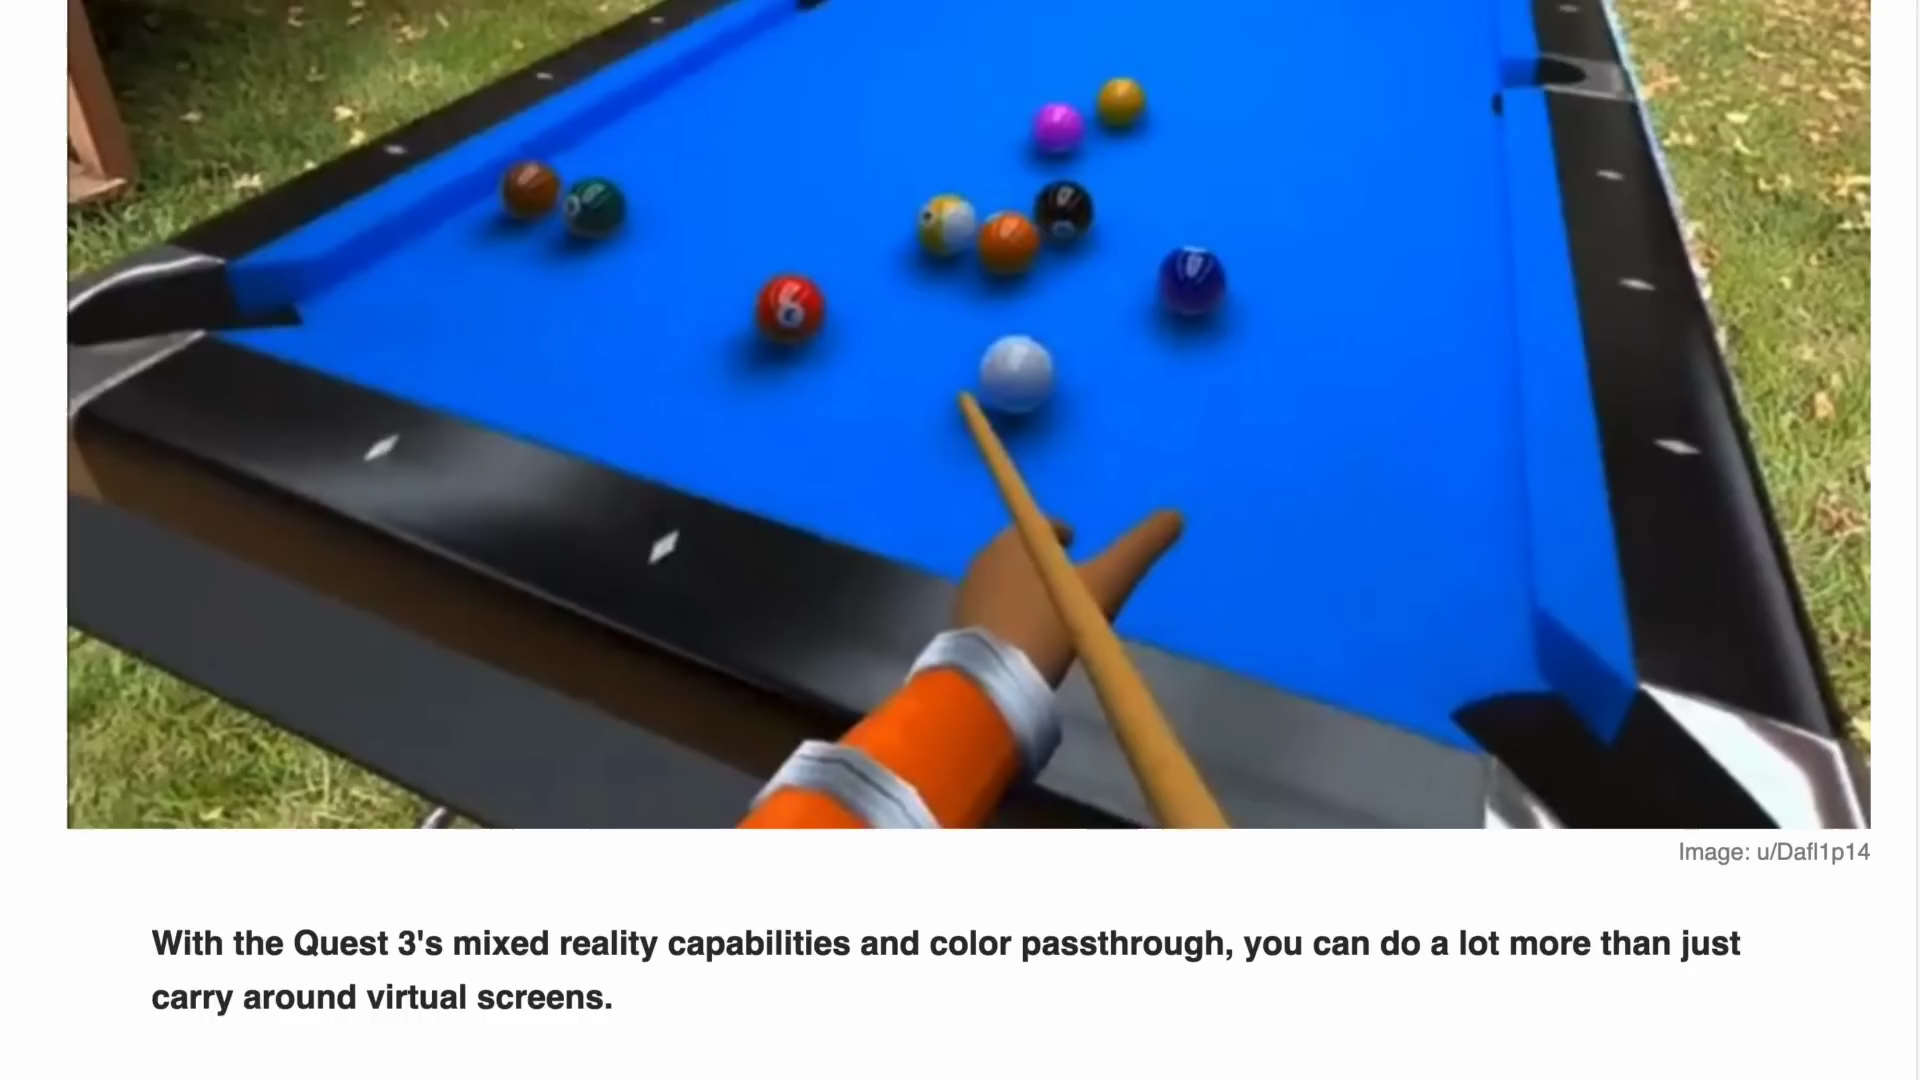 6
Image: u/Dafl1p14
With the Quest 3's mixed reality capabilities and color passthrough, you can do a lot more than just
carry around virtual screens.